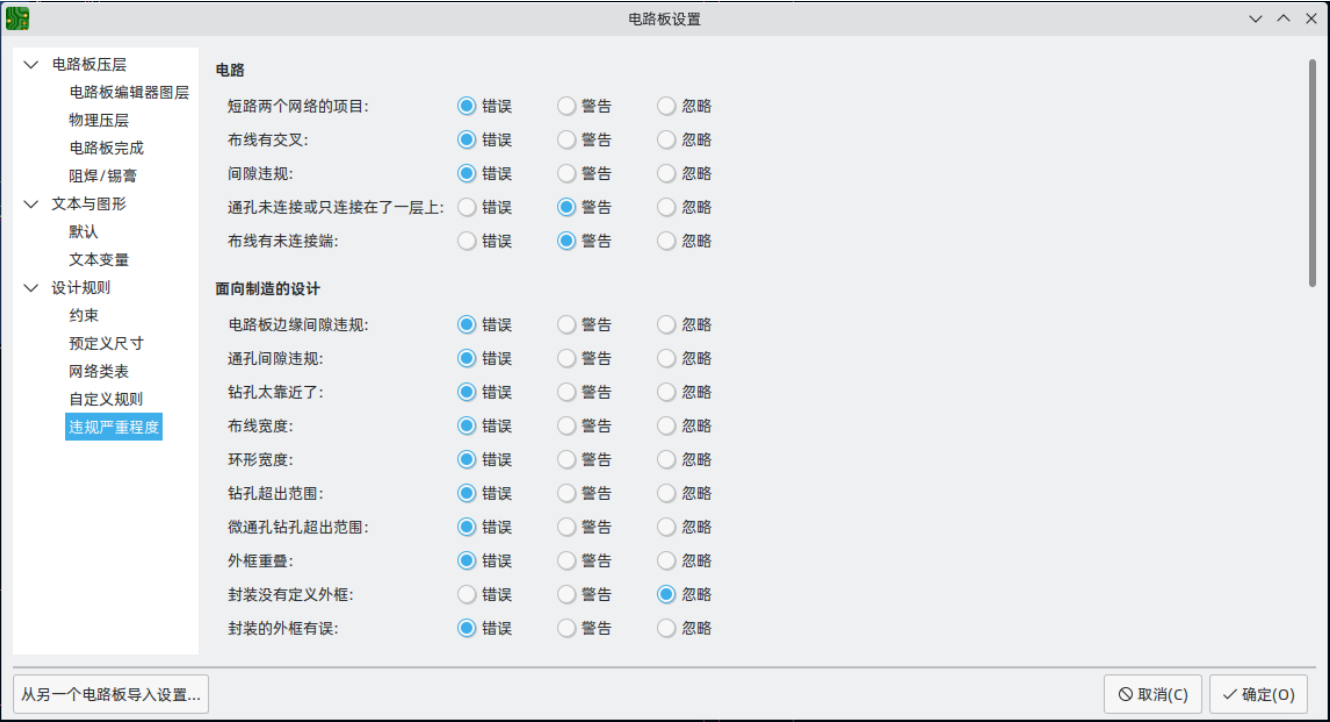 电路板设置
电路板压层
电路板编辑器图层
物理压层
电路板完成
阻焊/锡膏
文本与图形
默认
文本变量
设计规则
约束
预定义尺寸
网络类表
自定义规则
违规严重程度
电路
短路两个网络的项目: 错误 警告 忽略
布线有交叉: 错误 警告 忽略
间隙违规: 错误 警告 忽略
通孔未连接或只连接在了一层上: 错误 警告 忽略
布线有未连接端: 错误 警告 忽略
面向制造的设计
电路板边缘间隙违规: 错误 警告 忽略
通孔间隙违规: 错误 警告 忽略
钻孔太靠近了: 错误 警告 忽略
布线宽度: 错误 警告 忽略
环形宽度: 错误 警告 忽略
钻孔超出范围: 错误 警告 忽略
微通孔钻孔超出范围: 错误 警告 忽略
外框重叠: 错误 警告 忽略
封装没有定义外框: 错误 警告 忽略
封装的外框有误: 错误 警告 忽略
从另一个电路板导入设置... 取消(C) 确定(O)